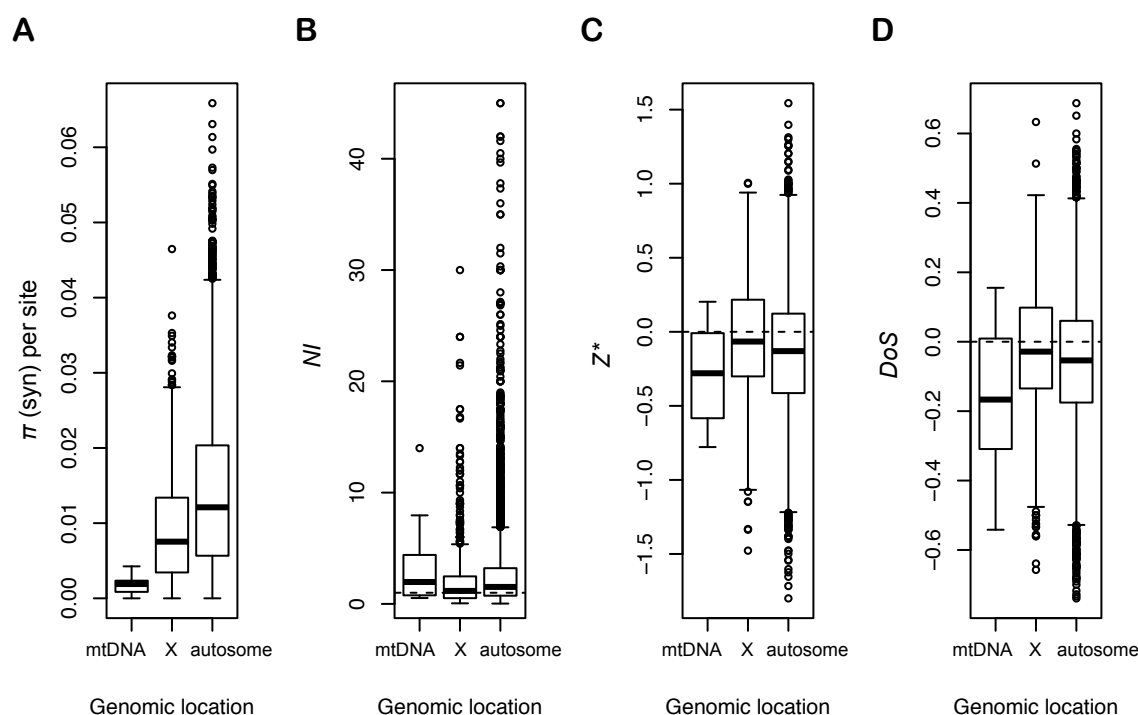 A
B
C
D
π (syn) per site
0.00
0.01
0.02
0.03
0.04
0.05
0.06
mtDNA X autosome
Genomic location
NI
0
10
20
30
40
mtDNA X autosome
Genomic location
Z*
−1.5
−1.0
−0.5
0.0
0.5
1.0
1.5
mtDNA X autosome
Genomic location
DoS
−0.6
−0.4
−0.2
0.0
0.2
0.4
0.6
mtDNA X autosome
Genomic location